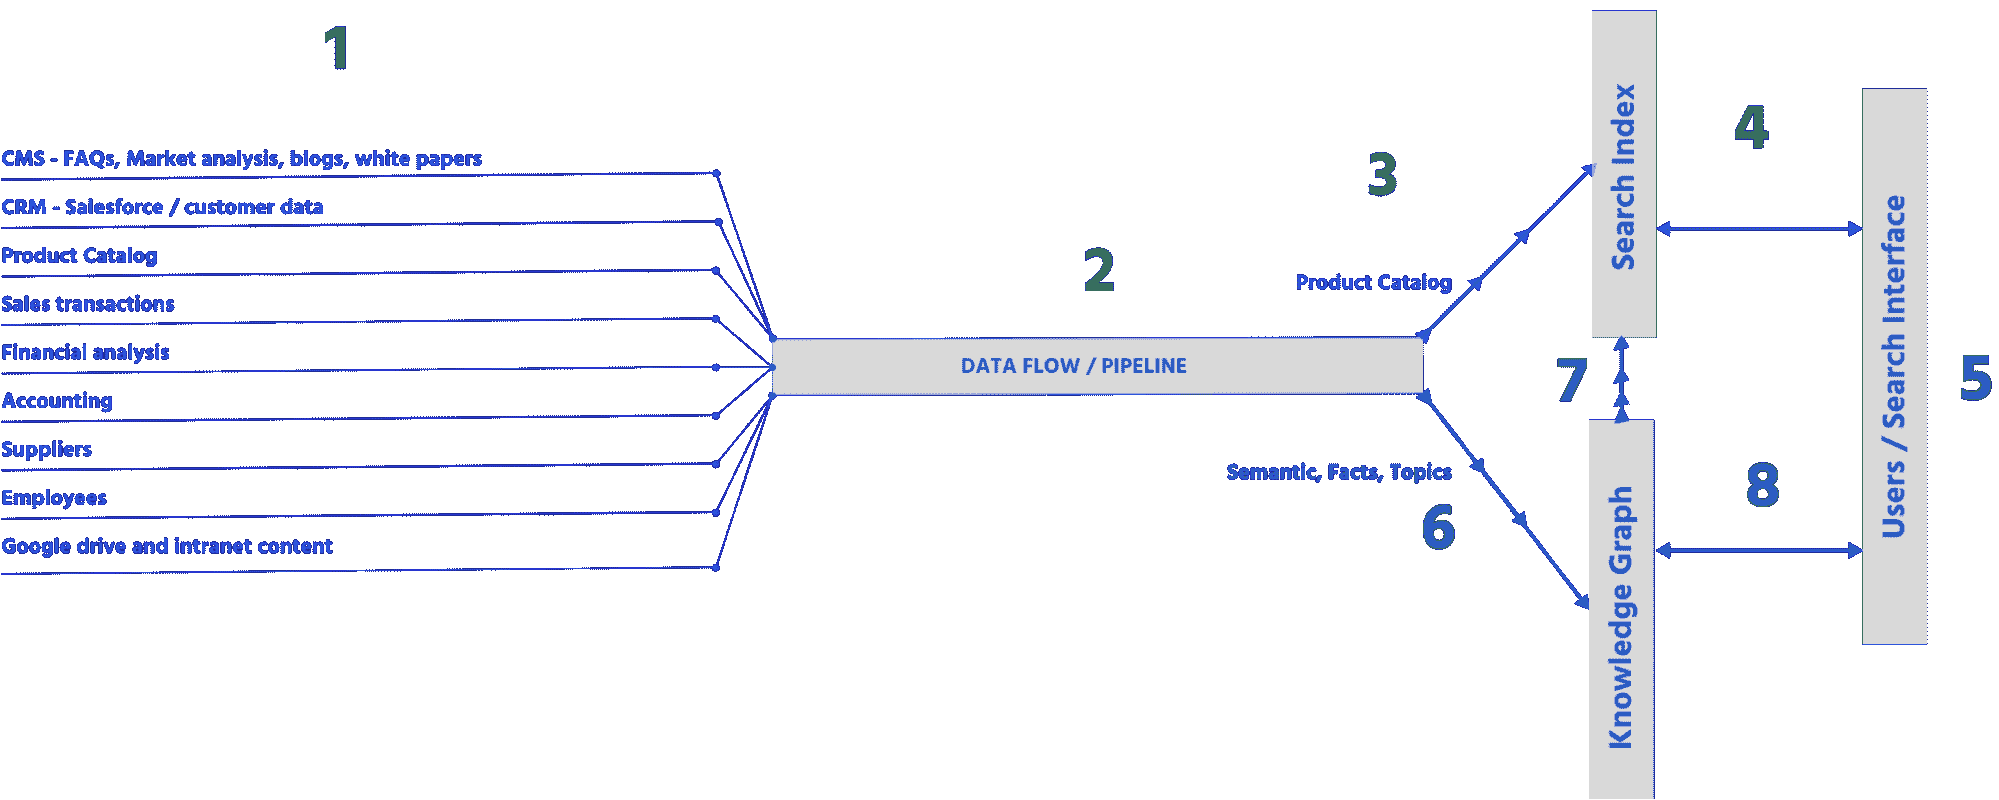 1
CMS - FAQs, Market analysis, blogs, white papers
CRM - Salesforce / customer data
Product Catalog
Sales transactions
Financial analysis
Accounting
Suppliers
Employees
Google drive and intranet content
2
DATA FLOW / PIPELINE
3
Product Catalog
Semantic, Facts, Topics
6
Search Index
7
Knowledge Graph
4
8
Users / Search Interface
5